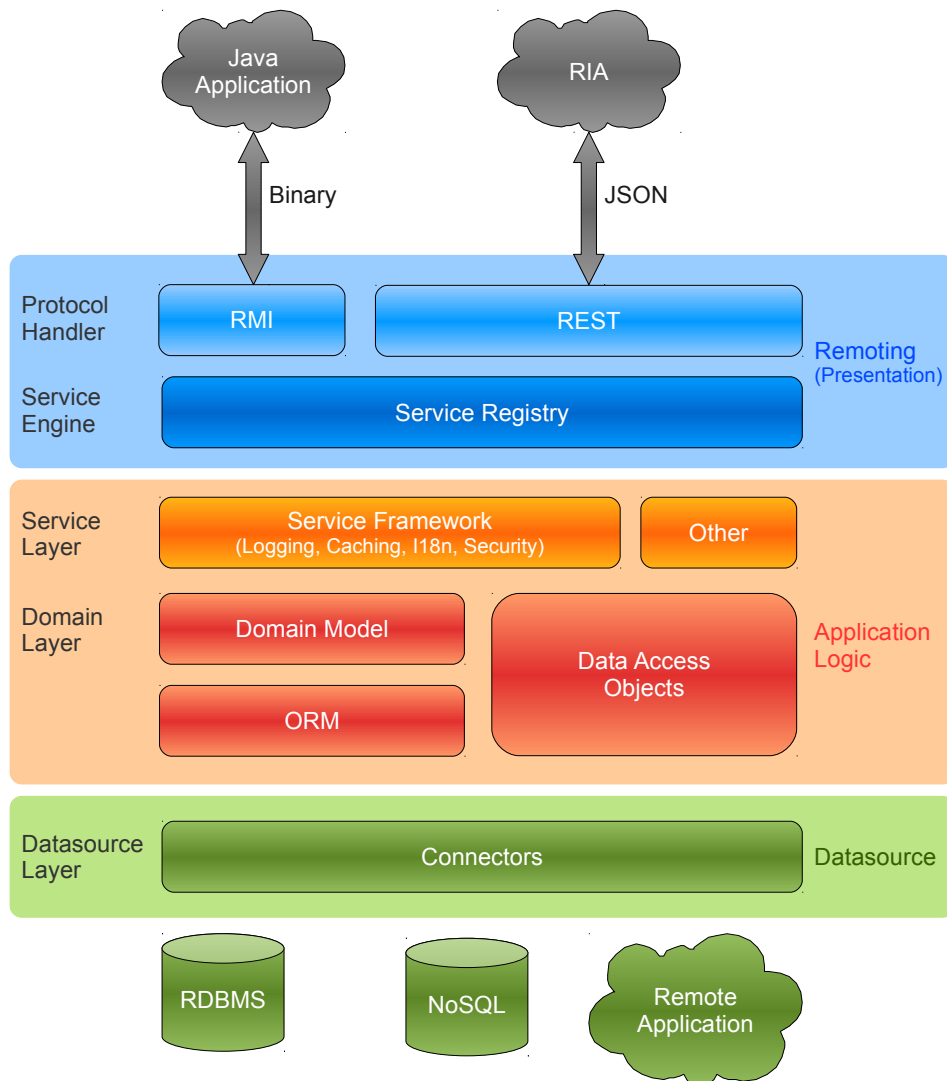 Java
Application
RIA
Binary
JSON
Protocol
Handler
RMI
REST
Remoting
(Presentation)
Service
Engine
Service Registry
Service
Layer
Service Framework
(Logging, Caching, I18n, Security)
Other
Domain
Layer
Domain Model
Data Access
Objects
Application
Logic
ORM
Datasource
Layer
Connectors
Datasource
RDBMS
NoSQL
Remote
Application